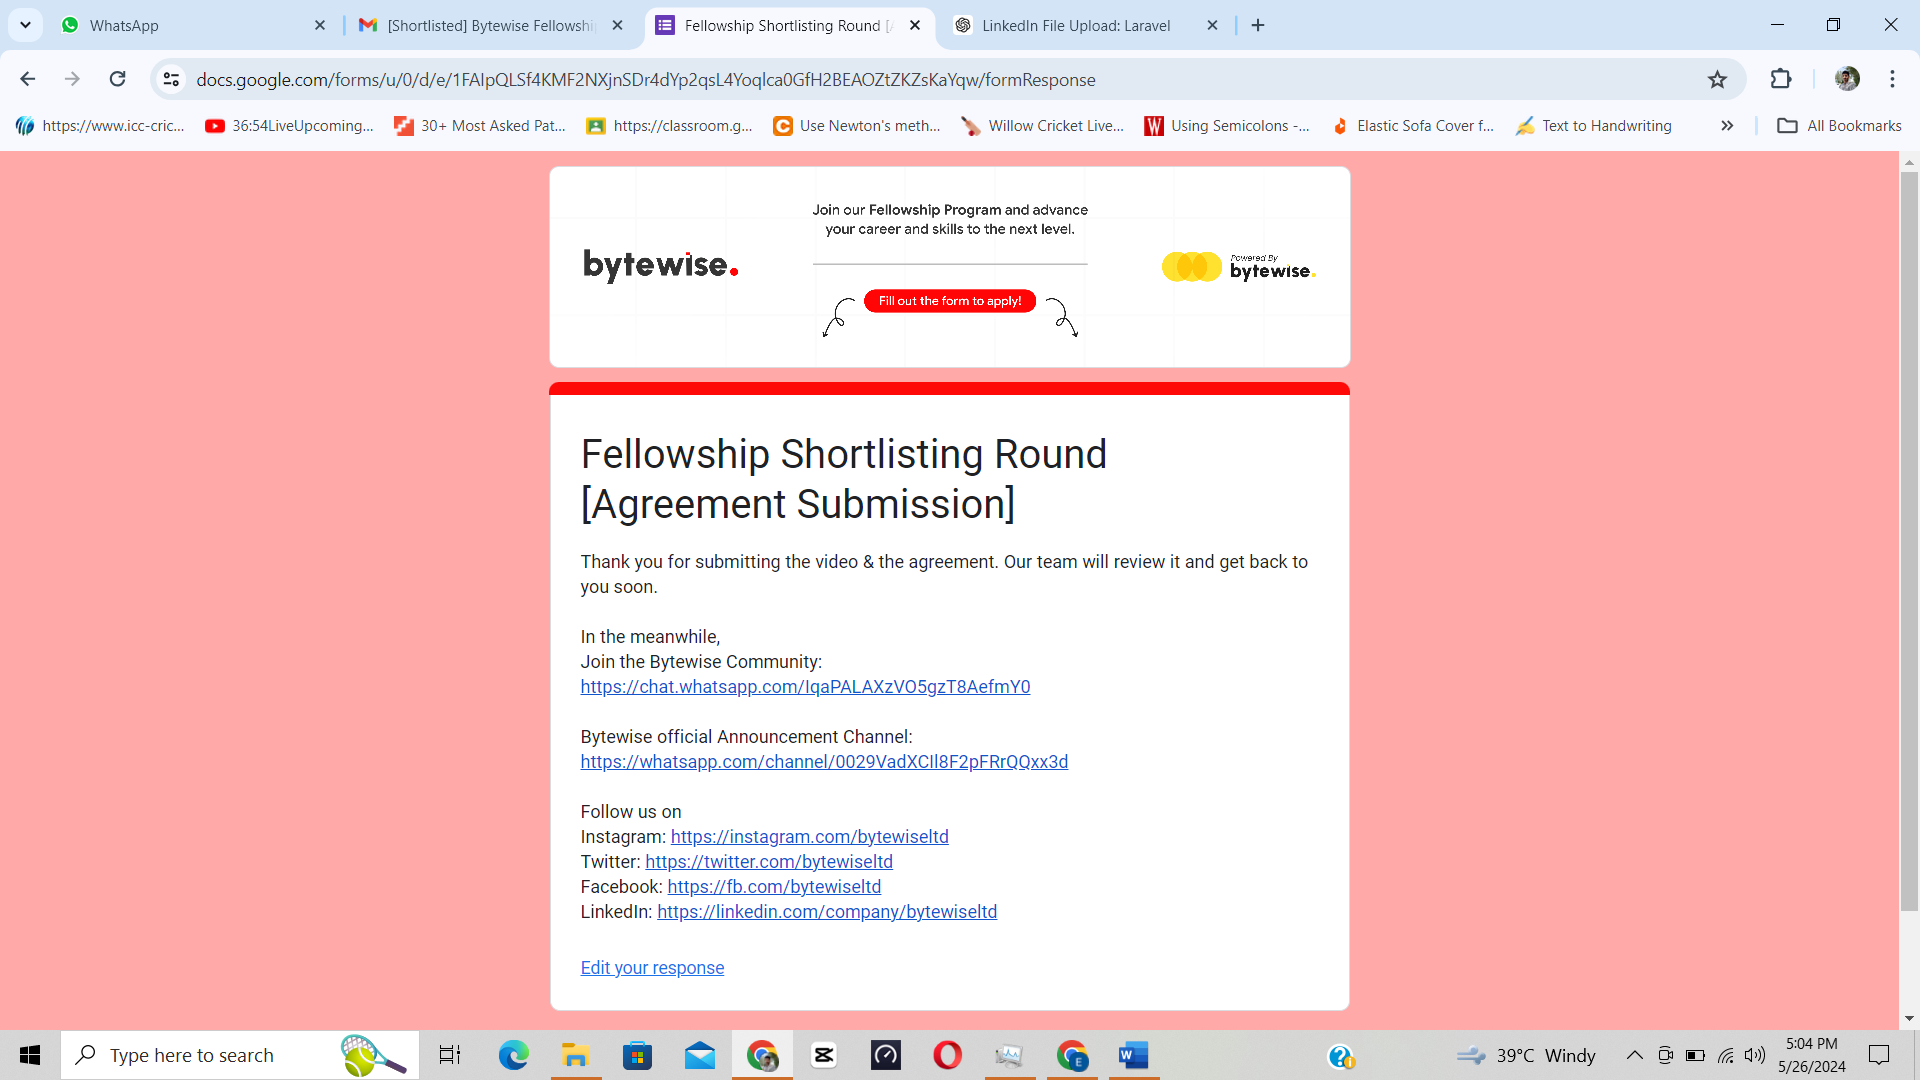 WhatsApp
[Shortlisted] Bytewise Fellowshi
Fellowship Shortlisting Round [A
LinkedIn File Upload: Laravel
docs.google.com/forms/u/0/d/e/1FAIpQLSf4KMF2NXjnSDr4dYp2qsL4Yoqlca0GfH2BEAOZtZKZsKaYqw/formResponse
https://www.icc-cric...
36:54LiveUpcoming...
30+ Most Asked Pat...
https://classroom.g...
Use Newton's meth...
Willow Cricket Live...
Using Semicolons -...
Elastic Sofa Cover f...
Text to Handwriting
All Bookmarks
Join our Fellowship Program and advance
your career and skills to the next level.
bytewise.
Powered By
bytewise.
Fill out the form to apply!
Fellowship Shortlisting Round
[Agreement Submission]
Thank you for submitting the video & the agreement. Our team will review it and get back to
you soon.
In the meanwhile,
Join the Bytewise Community:
https://chat.whatsapp.com/IqaPALAXzVO5gzT8AefmY0
Bytewise official Announcement Channel:
https://whatsapp.com/channel/0029VadXCIl8F2pFRrQQxx3d
Follow us on
Instagram: https://instagram.com/bytewiseltd
Twitter: https://twitter.com/bytewiseltd
Facebook: https://fb.com/bytewiseltd
LinkedIn: https://linkedin.com/company/bytewiseltd
Edit your response
Type here to search
39°C Windy
5:04 PM
5/26/2024